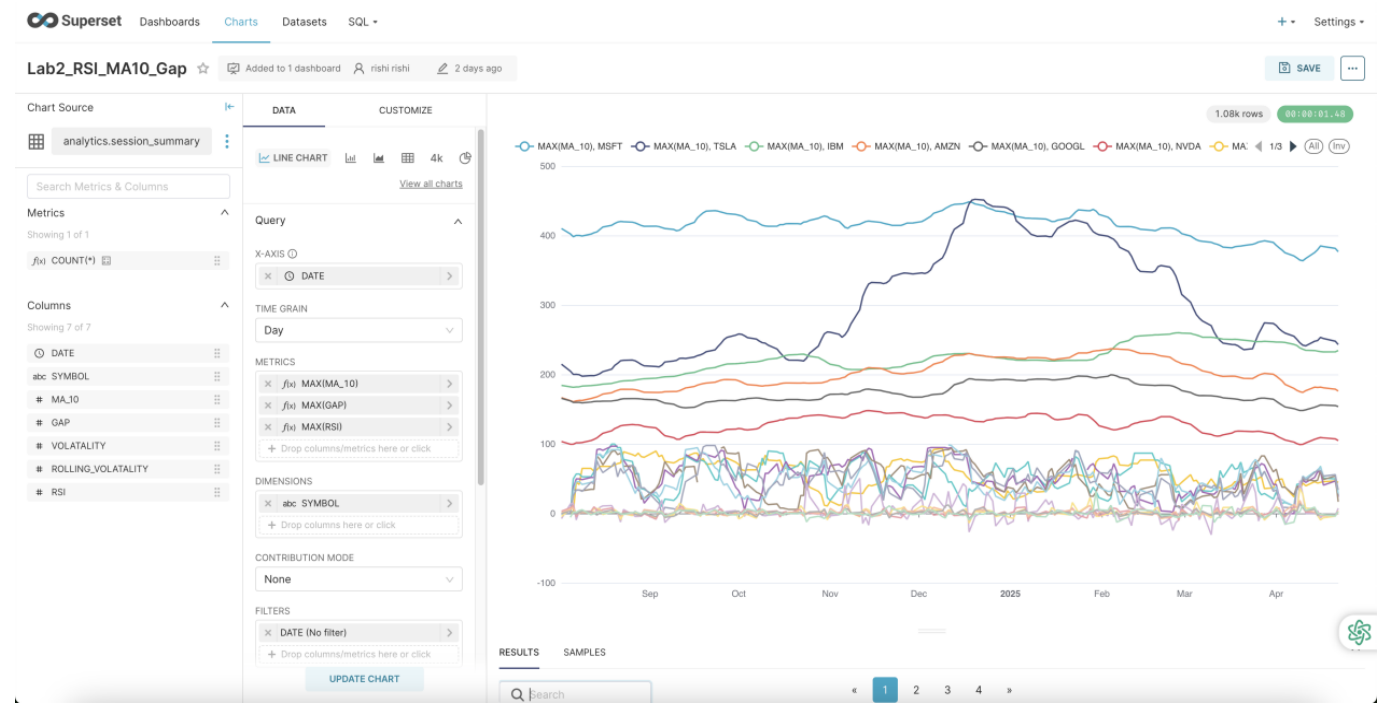 Superset Dashboards Charts Datasets SQL
+ Settings
Lab2_RSI_MA10_Gap Added to 1 dashboard rishi rishi 2 days ago
SAVE ...
Chart Source
analytics.session_summary
Search Metrics & Columns
Metrics
Showing 1 of 1
f(x) COUNT(*)
Columns
Showing 7 of 7
DATE
abc SYMBOL
# MA_10
# GAP
# VOLATALITY
# ROLLING_VOLATALITY
# RSI
DATA CUSTOMIZE
LINE CHART 4k
View all charts
Query
X-AXIS
DATE
TIME GRAIN
Day
METRICS
f(x) MAX(MA_10)
f(x) MAX(GAP)
f(x) MAX(RSI)
+ Drop columns/metrics here or click
DIMENSIONS
abc SYMBOL
+ Drop columns here or click
CONTRIBUTION MODE
None
FILTERS
DATE (No filter)
+ Drop columns/metrics here or click
UPDATE CHART
1.08k rows 00:00:01.48
MAX(MA_10), MSFT MAX(MA_10), TSLA MAX(MA_10), IBM MAX(MA_10), AMZN MAX(MA_10), GOOGL MAX(MA_10), NVDA MA 1/3 All Inv
500
400
300
200
100
0
-100
Sep Oct Nov Dec 2025 Feb Mar Apr
RESULTS SAMPLES
Search
« 1 2 3 4 »